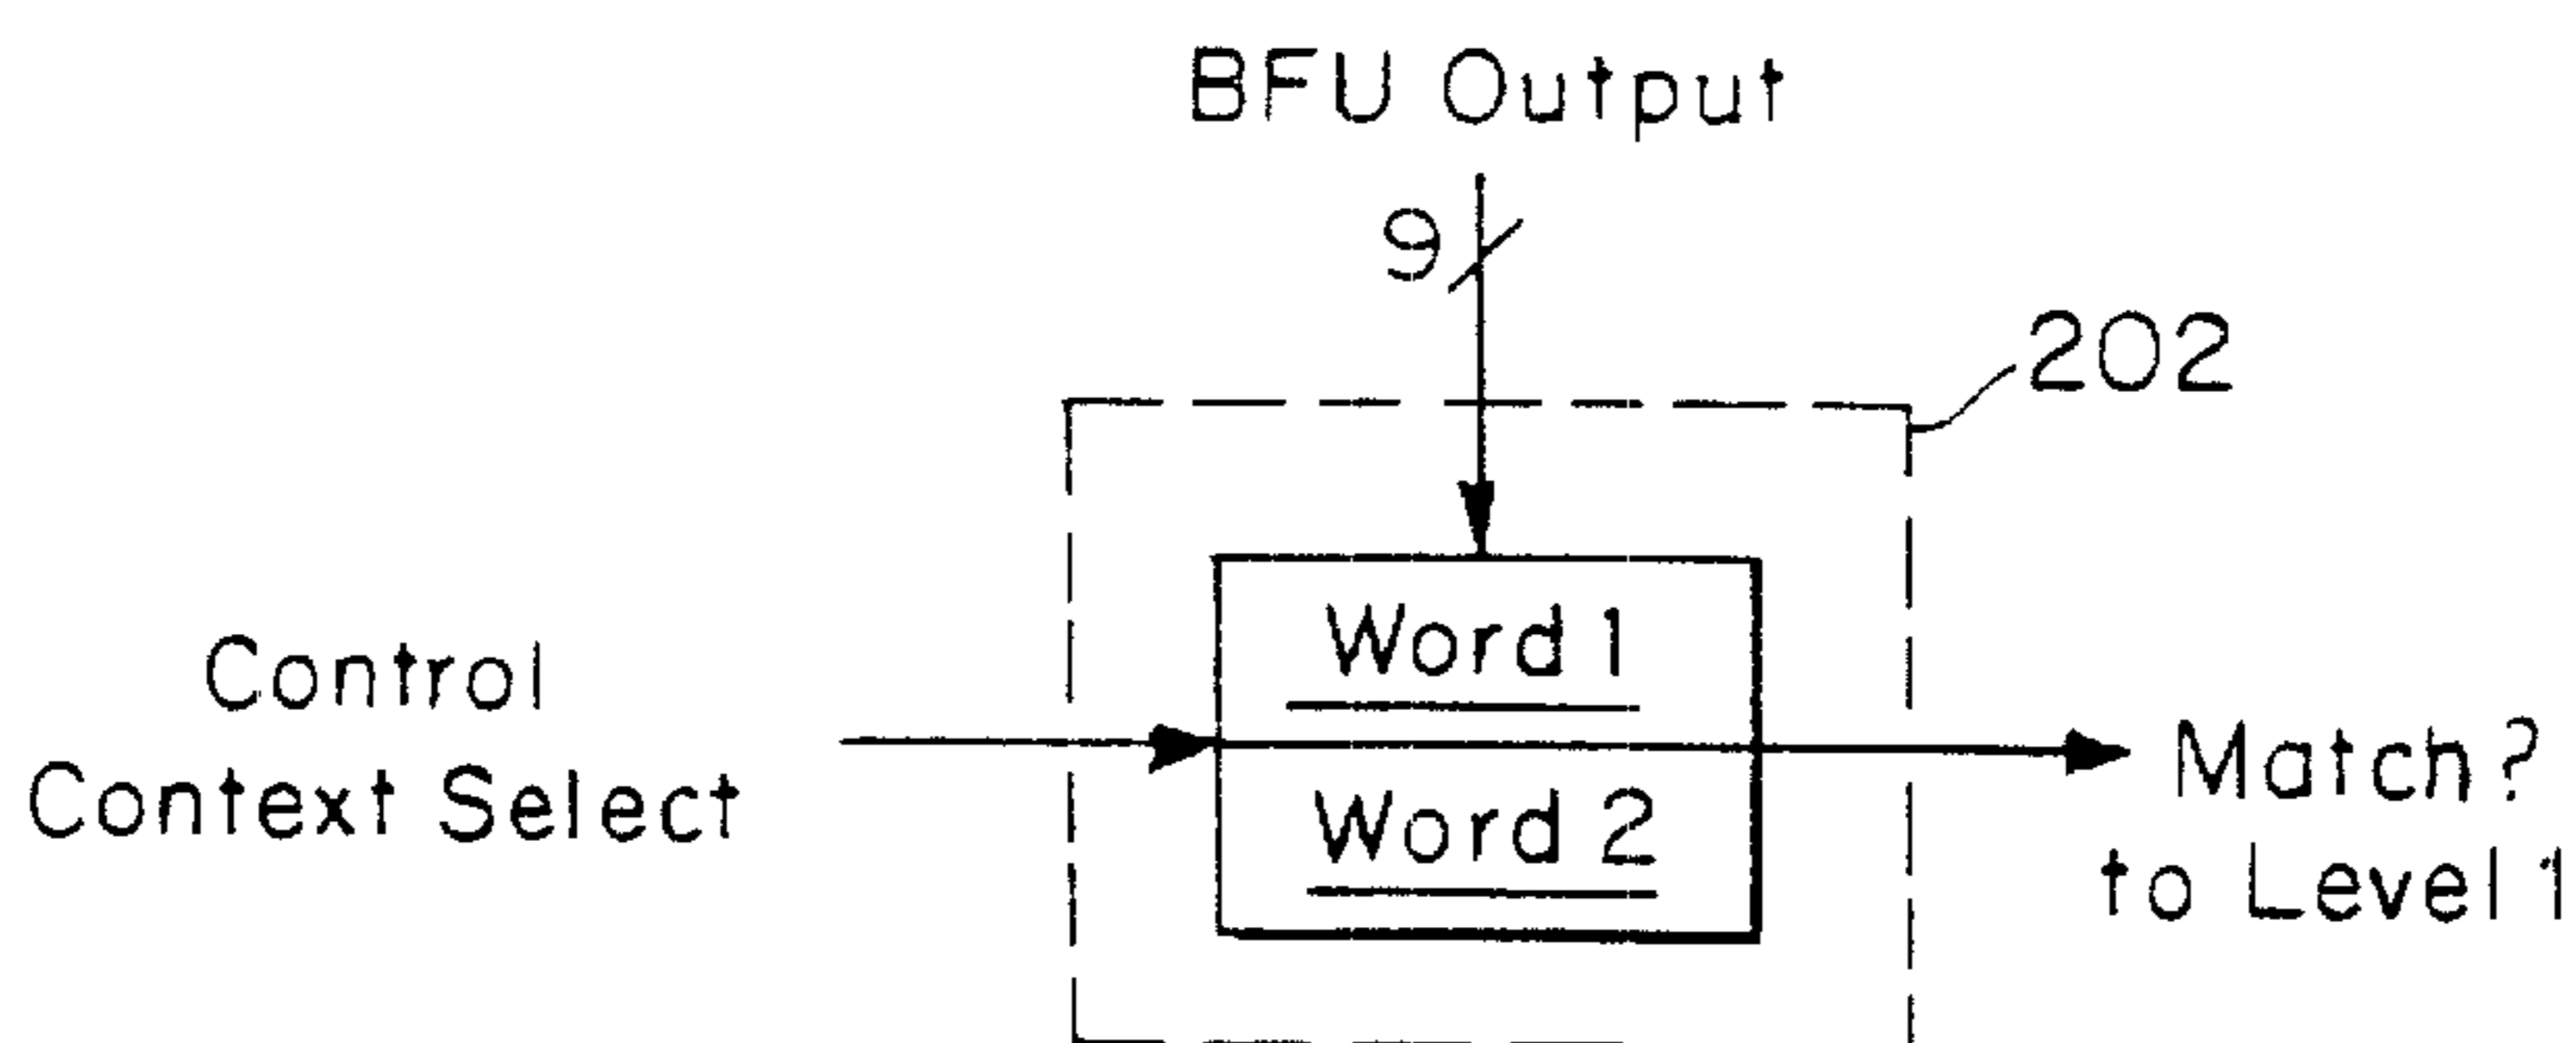 BFU Output
9
202
Word 1
Control
Context Select
Word 2
Match?
to Level 1